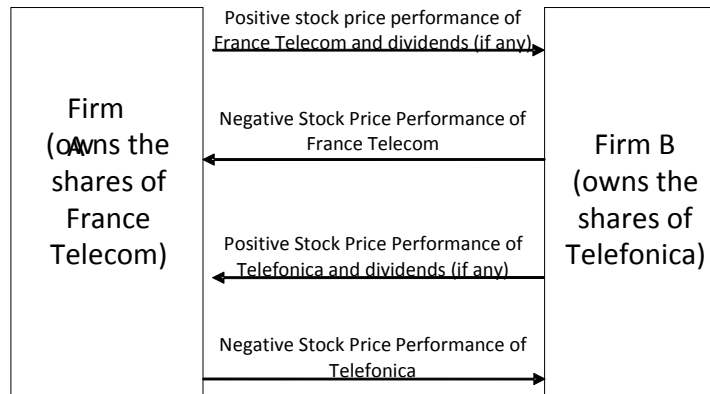 Firm
A
(owns the
shares of
France
Telecom)
Positive stock price performance of
France Telecom and dividends (if any)
Negative Stock Price Performance of
France Telecom
Positive Stock Price Performance of
Telefonica and dividends (if any)
Negative Stock Price Performance of
Telefonica
Firm B
(owns the
shares of
Telefonica)